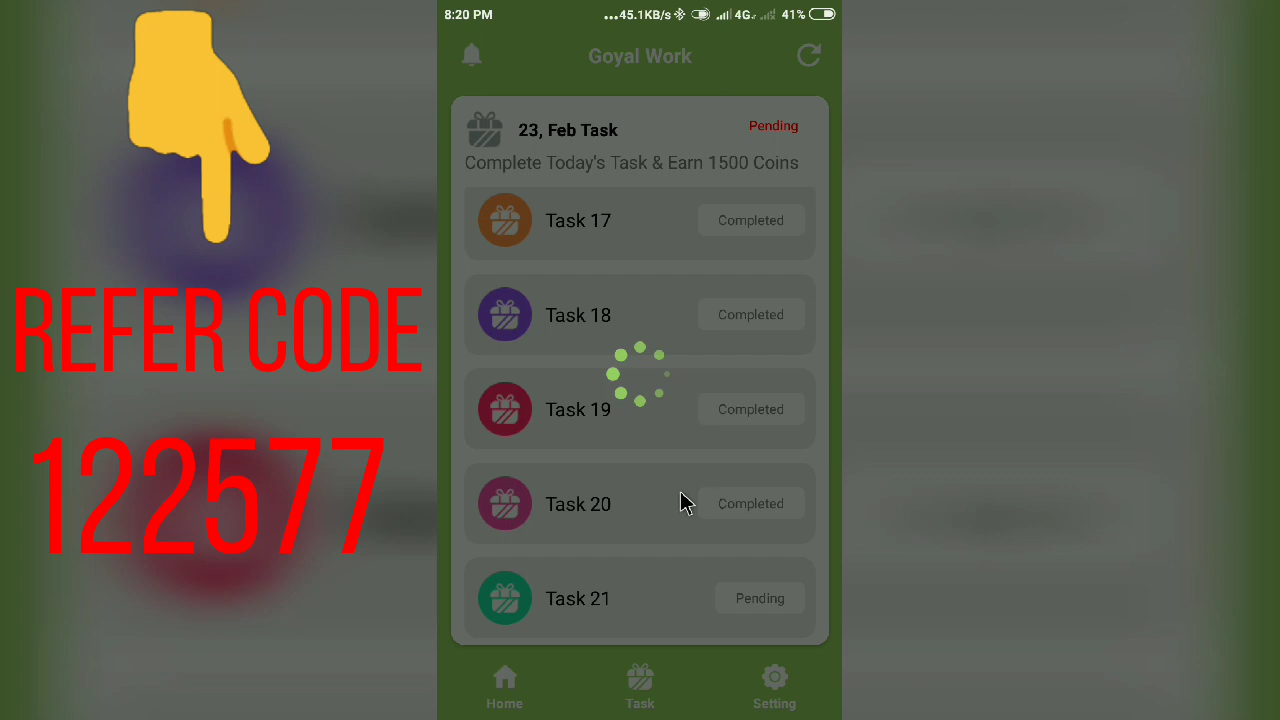 8:20 PM ...45.1KB/s 4G 41%
Goyal Work
23, Feb Task
Pending
Complete Today's Task & Earn 1500 Coins
Task 17 Completed
Task 18 Completed
Task 19 Completed
Task 20 Completed
Task 21 Pending
Home Task Setting
REFER CODE
122577